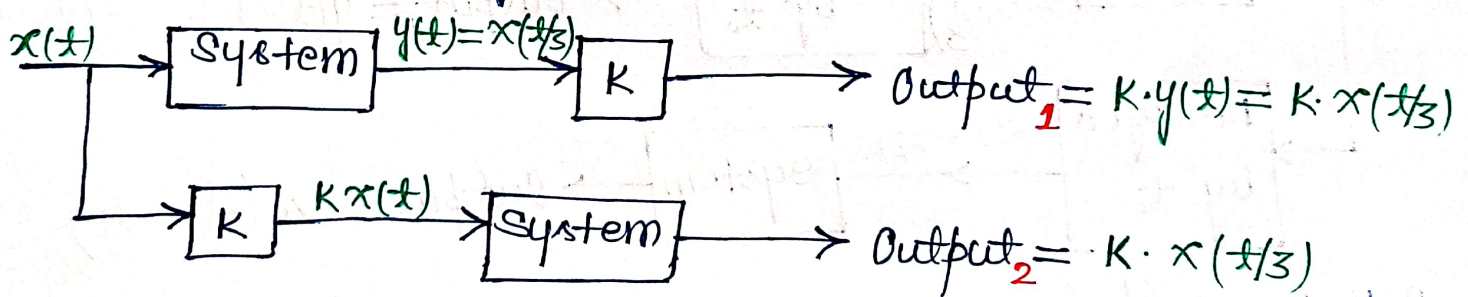 x(t) System y(t)=x(t/3) K Output1 = K·y(t) = K·x(t/3)
K Kx(t) System Output2 = K·x(t/3)